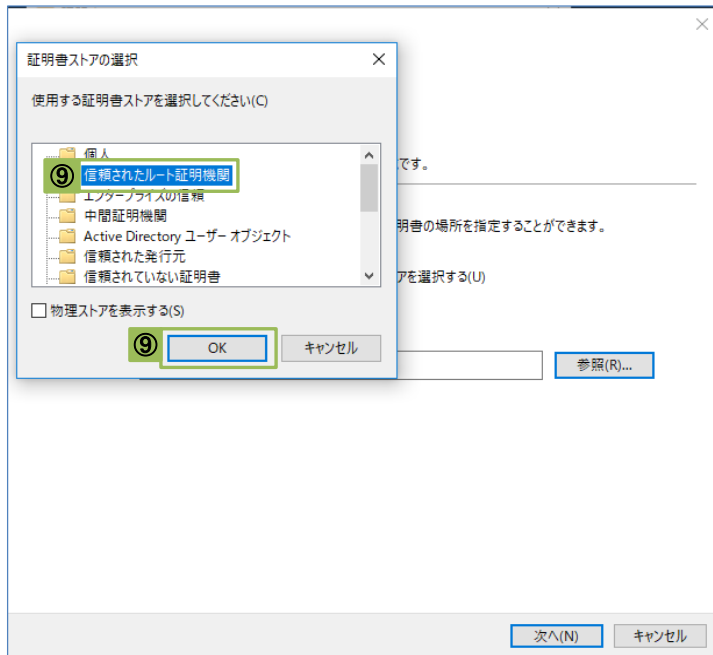 証明書ストアの選択
使用する証明書ストアを選択してください(C)
個人
⑨ 信頼されたルート証明機関
エンタープライズの信頼
中間証明機関
Active Directory ユーザー オブジェクト
信頼された発行元
信頼されていない証明書
物理ストアを表示する(S)
⑨ OK キャンセル
です。
明書の場所を指定することができます。
アを選択する(U)
参照(R)...
次へ(N) キャンセル